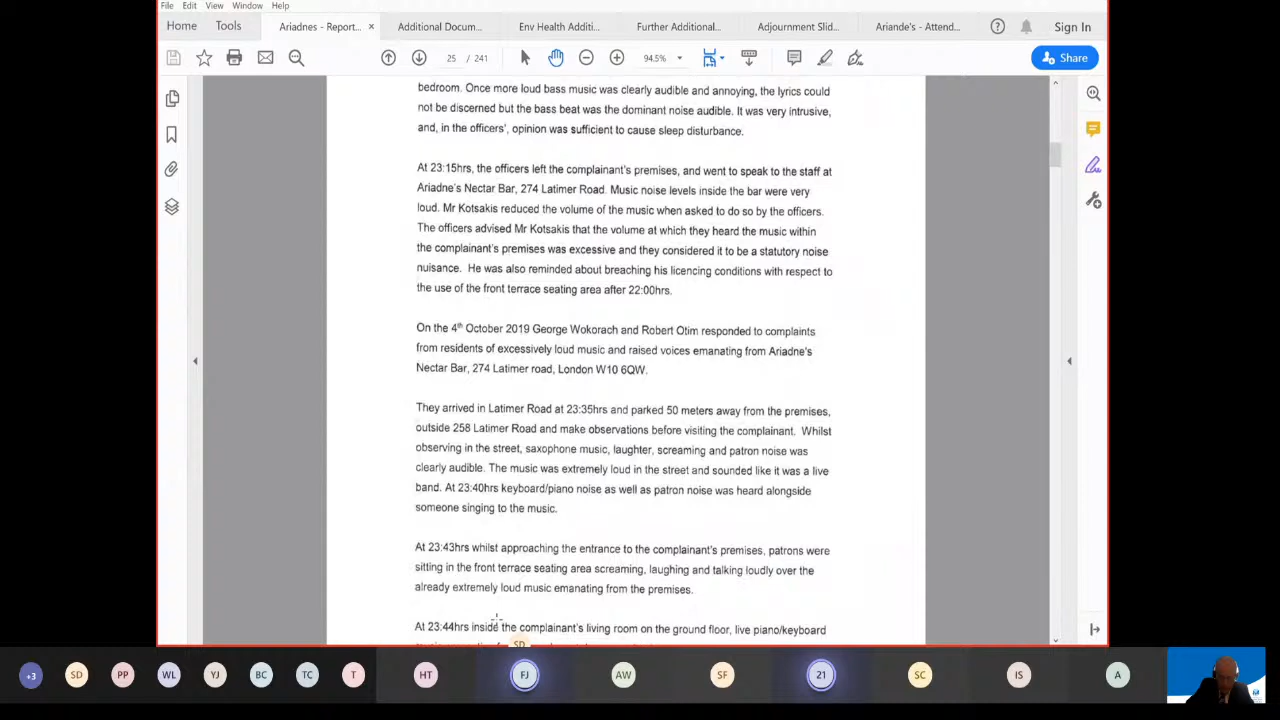 File Edit View Window Help
Home Tools Ariadnes - Report... × Additional Docum... Env Health Additi... Further Additional... Adjournment Slid... Ariande's - Attend... Sign In
25 / 241 94.5% Share
bedroom. Once more loud bass music was clearly audible and annoying, the lyrics could
not be discerned but the bass beat was the dominant noise audible. It was very intrusive,
and, in the officers', opinion was sufficient to cause sleep disturbance.
At 23:15hrs, the officers left the complainant's premises, and went to speak to the staff at
Ariadne's Nectar Bar, 274 Latimer Road. Music noise levels inside the bar were very
loud. Mr Kotsakis reduced the volume of the music when asked to do so by the officers.
The officers advised Mr Kotsakis that the volume at which they heard the music within
the complainant's premises was excessive and they considered it to be a statutory noise
nuisance. He was also reminded about breaching his licencing conditions with respect to
the use of the front terrace seating area after 22:00hrs.
On the 4th October 2019 George Wokorach and Robert Otim responded to complaints
from residents of excessively loud music and raised voices emanating from Ariadne's
Nectar Bar, 274 Latimer road, London W10 6QW.
They arrived in Latimer Road at 23:35hrs and parked 50 meters away from the premises,
outside 258 Latimer Road and make observations before visiting the complainant. Whilst
observing in the street, saxophone music, laughter, screaming and patron noise was
clearly audible. The music was extremely loud in the street and sounded like it was a live
band. At 23:40hrs keyboard/piano noise as well as patron noise was heard alongside
someone singing to the music.
At 23:43hrs whilst approaching the entrance to the complainant's premises, patrons were
sitting in the front terrace seating area screaming, laughing and talking loudly over the
already extremely loud music emanating from the premises.
At 23:44hrs inside the complainant's living room on the ground floor, live piano/keyboard
SD
+3 SD PP WL YJ BC TC T HT FJ AW SF 21 SC IS A